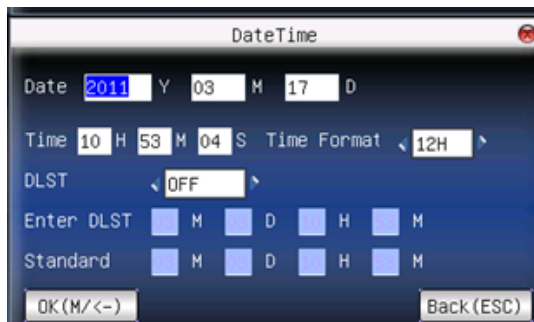 DateTime
Date 2011 Y 03 M 17 D
Time 10 H 53 M 04 S Time Format 12H
DLST OFF
Enter DLST M D H M
Standard M D H M
OK(M/<-) Back(ESC)